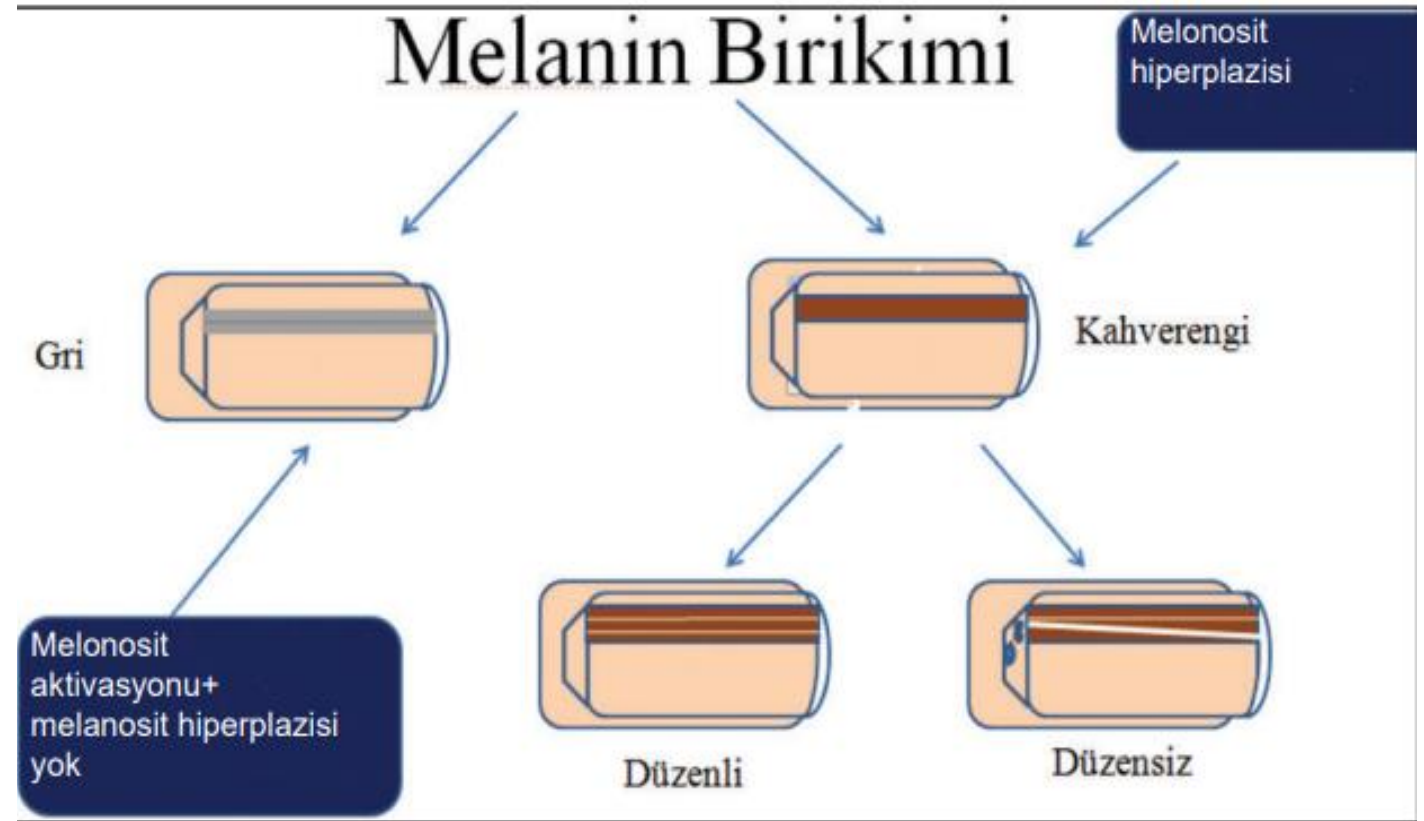 Melanin Birikimi
Melonosit
hiperplazisi
Gri
Kahverengi
Melonosit
aktivasyonu+
melanosit hiperplazisi
yok
Düzenli
Düzensiz